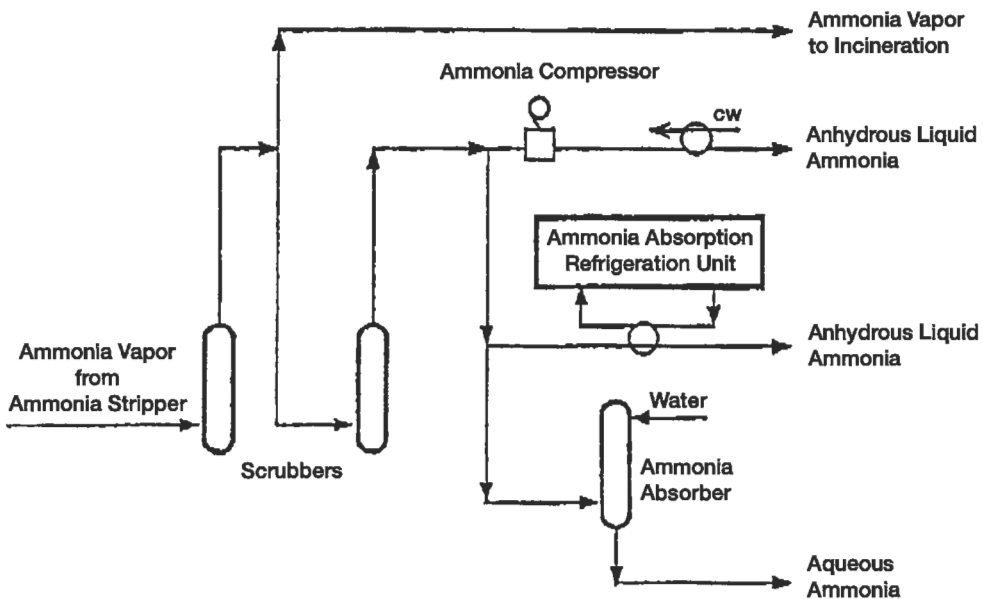 Ammonia Vapor
to Incineration
Ammonia Compressor
cw
Anhydrous Liquid
Ammonia
Ammonia Absorption
Refrigeration Unit
Ammonia Vapor
from
Ammonia Stripper
Anhydrous Liquid
Ammonia
Water
Scrubbers
Ammonia
Absorber
Aqueous
Ammonia